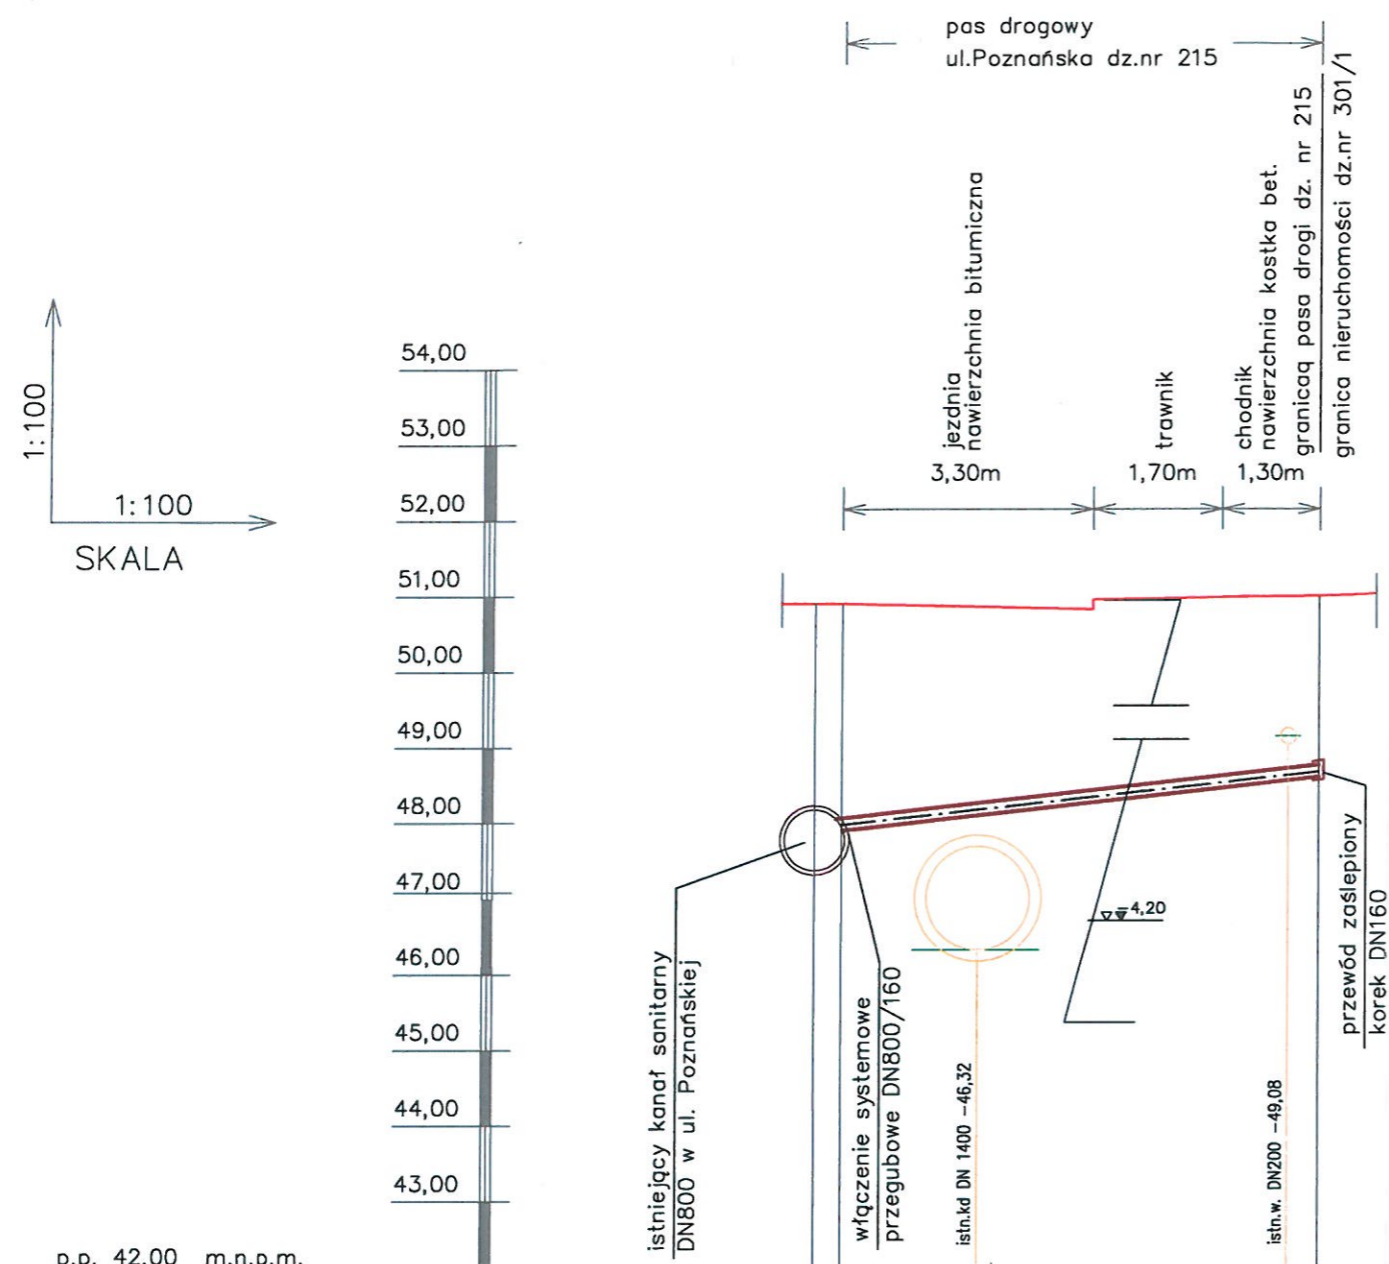 pas drogowy
ul.Poznańska dz.nr 215
jezdnia
nawierzchnia bitumiczna
trawnik
chodnik
nawierzchnia kostka bet.
granicaq pasa drogi dz. nr 215
granica nieruchomości dz.nr 301/1
3,30m
1,70m
1,30m
1:100
1:100
SKALA
54,00
53,00
52,00
51,00
50,00
49,00
48,00
47,00
46,00
45,00
44,00
43,00
p.p. 42.00 m.n.p.m.
istniejący kanał sanitarny
DN800 w ul. Poznańskiej
włączenie systemowe
przegubowe DN800/160
istn.kd DN 1400 -46,32
-4,20
istn.w. DN200 -49,08
przewód zaślepiony
korek DN160